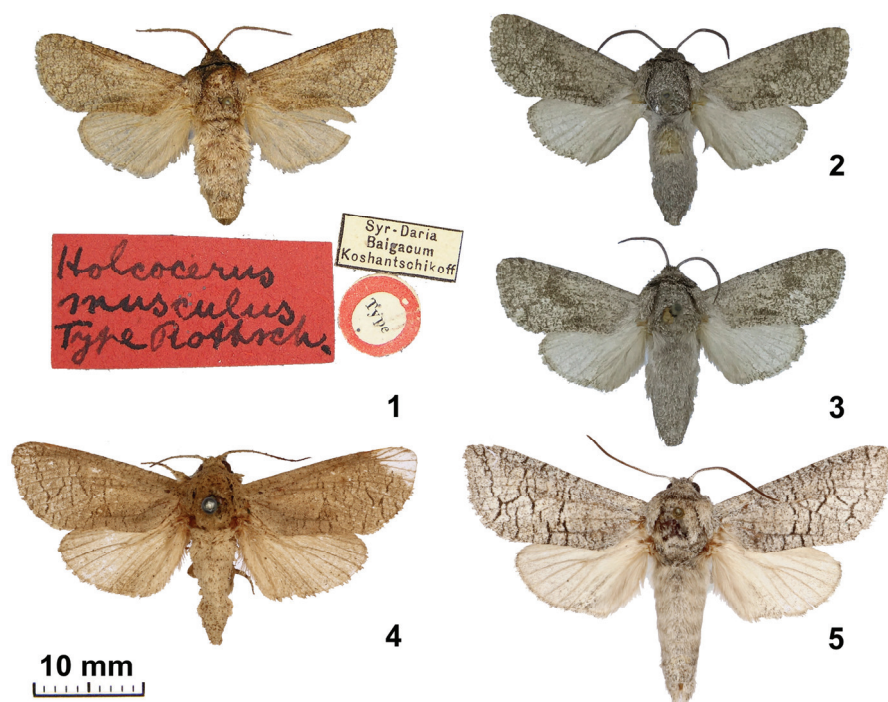 Holcocerus
musculus
Type Rothsch.
Syr-Daria
Baigacum
Koshantschikoff
Type
1
2
3
4
5
10 mm